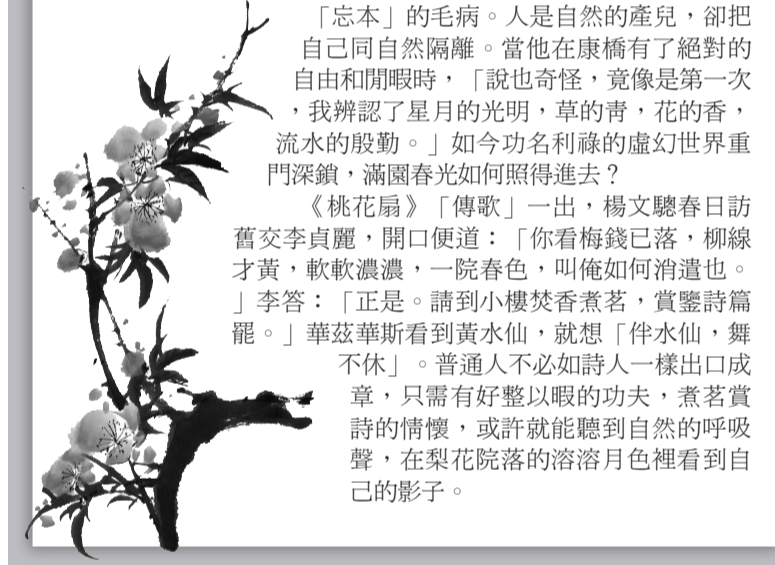 「忘本」的毛病。人是自然的產兒，卻把
自己同自然隔離。當他在康橋有了絕對的
自由和閒暇時，「說也奇怪，竟像是第一次
，我辨認了星月的光明，草的靑，花的香，
流水的殷勤。」如今功名利祿的虛幻世界重
門深鎖，滿園春光如何照得進去？
《桃花扇》「傳歌」一出，楊文驄春日訪
舊交李貞麗，開口便道：「你看梅錢已落，柳線
才黃，軟軟濃濃，一院春色，叫俺如何消遣也。
」李答：「正是。請到小樓焚香煮茗，賞鑒詩篇
罷。」華茲華斯看到黃水仙，就想「伴水仙，舞
不休」。普通人不必如詩人一樣出口成
章，只需有好整以暇的功夫，煮茗賞
詩的情懷，或許就能聽到自然的呼吸
聲，在梨花院落的溶溶月色裡看到自
己的影子。